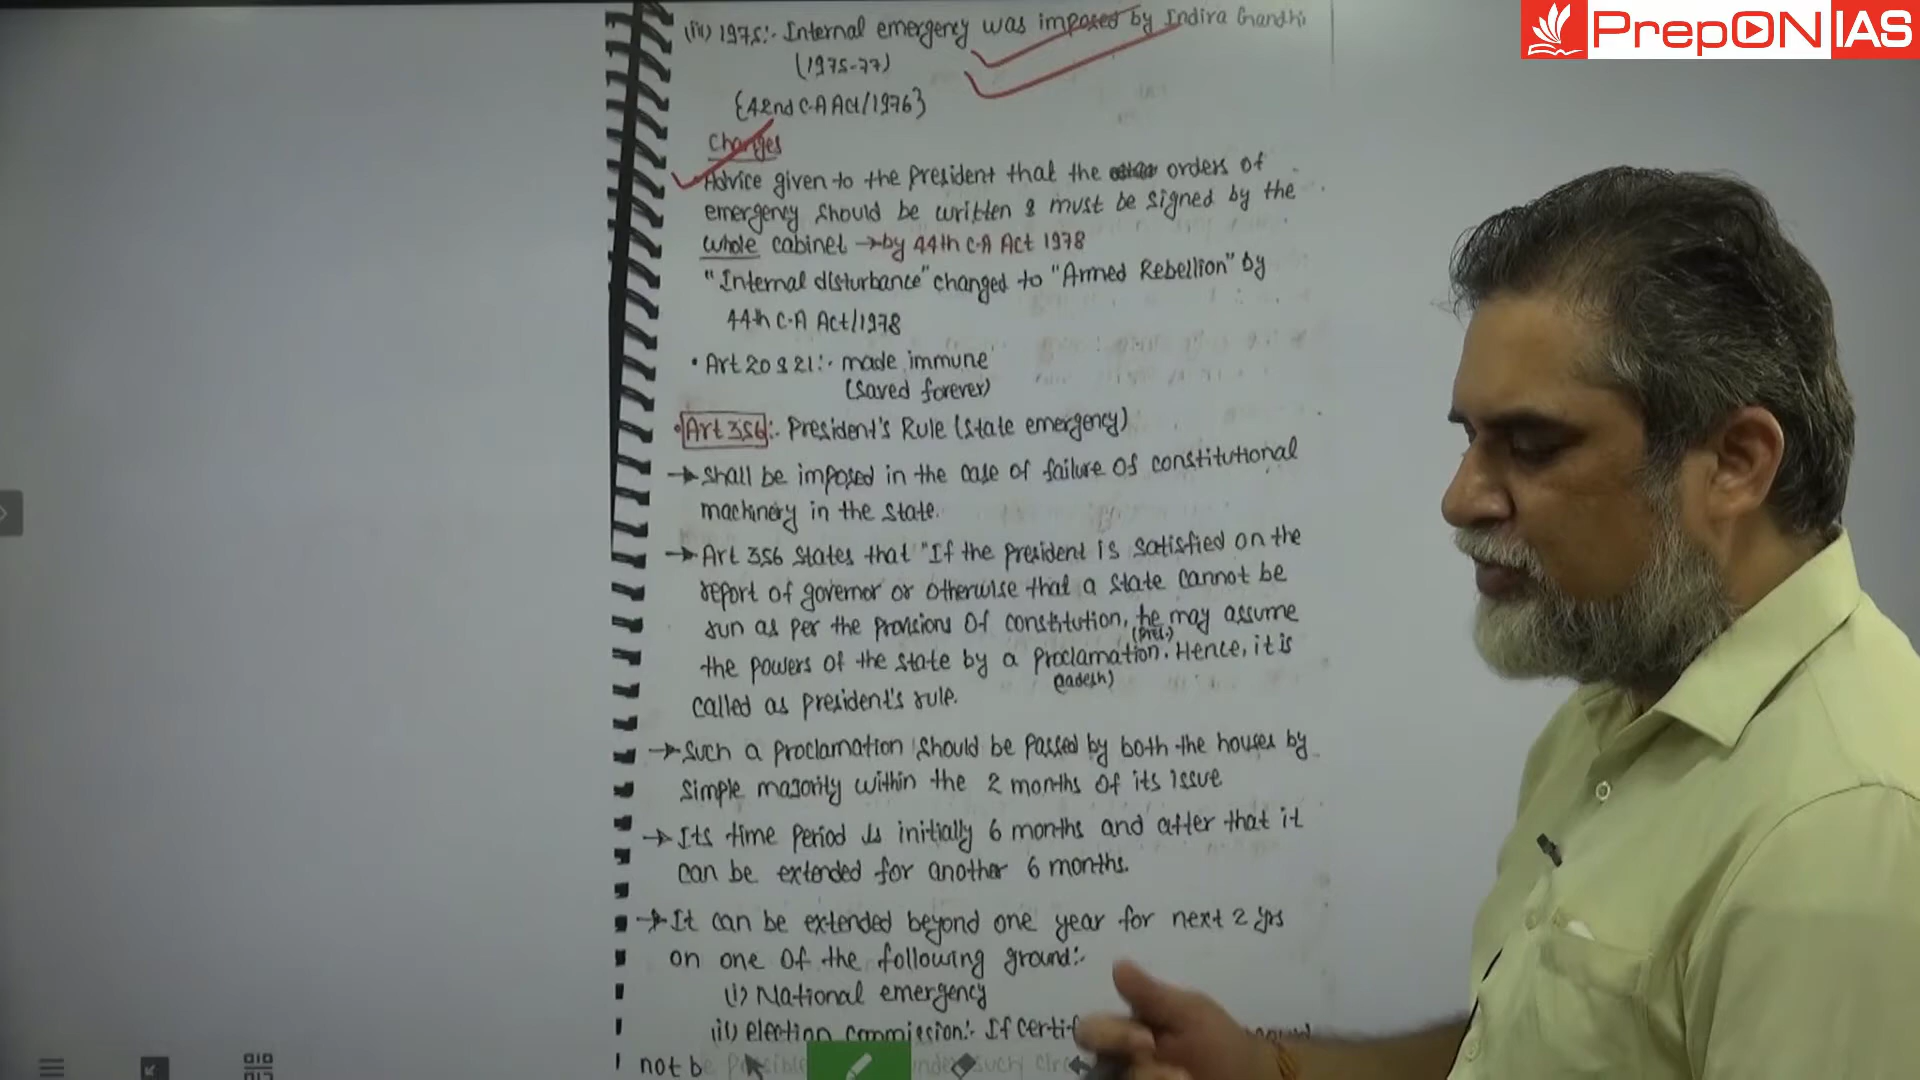 PrepON IAS
(iii) 1975:- Internal emergency was imposed by Indira Gandhi
(1975-77)
{42nd C.A Act/1976}
Changes
Advice given to the President that the orders of
emergency should be written & must be signed by the
whole cabinet → by 44th C.A Act 1978
"Internal disturbance" changed to "Armed Rebellion" by
44th C.A Act/1978
• Art 20 & 21:- made immune
(saved forever)
• Art 356:- President's Rule (state emergency)
→ shall be imposed in the case of failure of constitutional
machinery in the state.
→ Art 356 states that "If the president is satisfied on the
report of governor or otherwise that a state cannot be
run as per the provisions of constitution, he may assume
(Pres.)
the powers of the state by a proclamation. Hence, it is
(aadesh)
called as president's rule.
→ Such a proclamation should be passed by both the houses by
simple majority within the 2 months of its issue
→ Its time period is initially 6 months and after that it
can be extended for another 6 months.
→ It can be extended beyond one year for next 2 yrs
on one of the following ground:-
(i) National emergency
(ii) election commission:- If certif
not be possible such